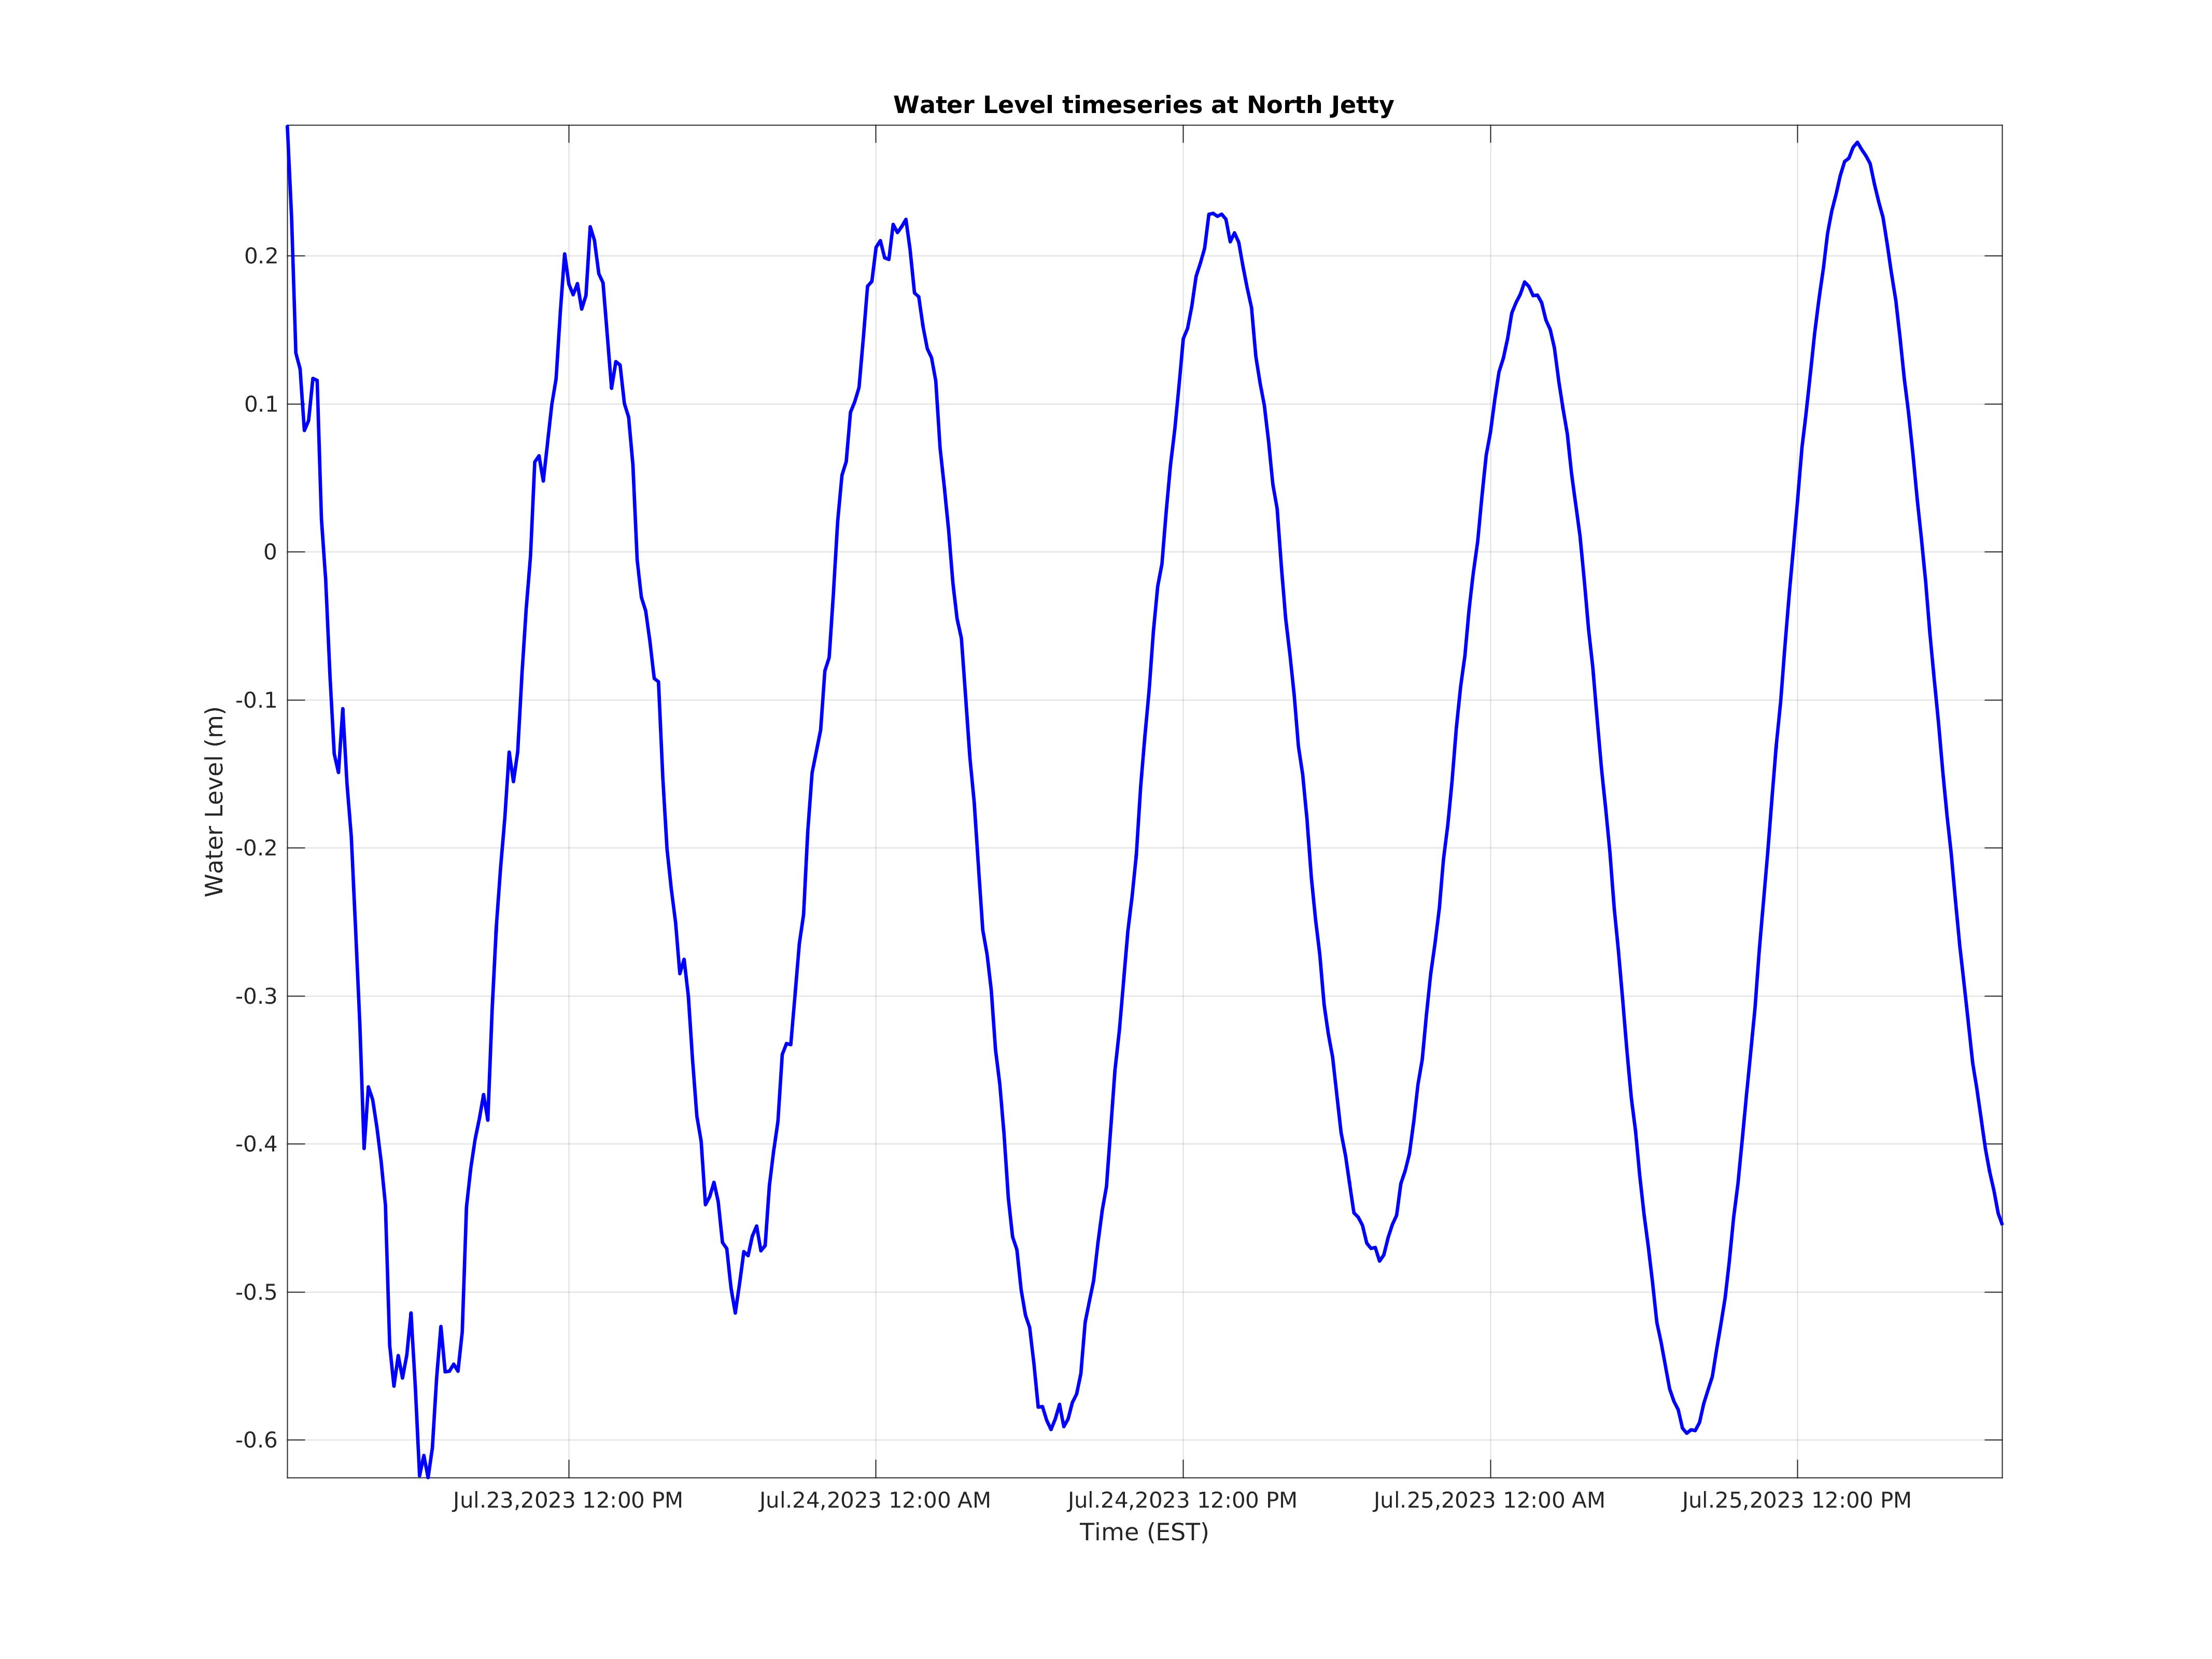 Water Level timeseries at North Jetty
0.2
0.1
0
-0.1
-0.2
-0.3
-0.4
-0.5
-0.6
Water Level (m)
Jul.23,2023 12:00 PM
Jul.24,2023 12:00 AM
Jul.24,2023 12:00 PM
Jul.25,2023 12:00 AM
Jul.25,2023 12:00 PM
Time (EST)